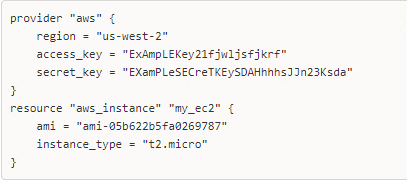 provider "aws" {
    region = "us-west-2"
    access_key = "ExAmpLEKey21fjwljsfjkrf"
    secret_key = "EXamPLeSECreTKEySDAHhhhsJJn23Ksda"
}
resource "aws_instance" "my_ec2" {
    ami = "ami-05b622b5fa0269787"
    instance_type = "t2.micro"
}